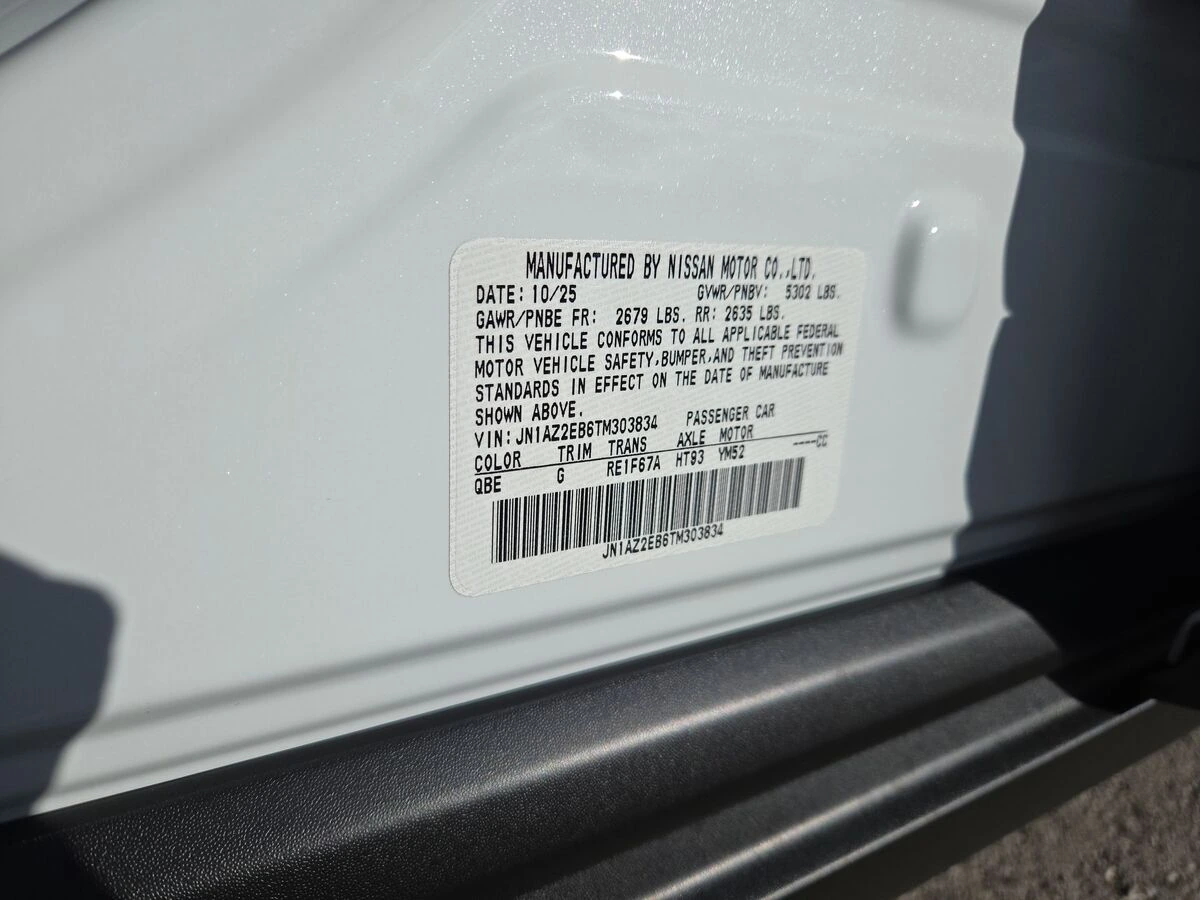 MANUFACTURED BY NISSAN MOTOR CO.,LTD.
DATE: 10/25 GVWR/PNBV: 5302 LBS.
GAWR/PNBE FR: 2679 LBS. RR: 2635 LBS.
THIS VEHICLE CONFORMS TO ALL APPLICABLE FEDERAL
MOTOR VEHICLE SAFETY,BUMPER,AND THEFT PREVENTION
STANDARDS IN EFFECT ON THE DATE OF MANUFACTURE
SHOWN ABOVE.
VIN: JN1AZ2EB6TM303834 PASSENGER CAR
COLOR TRIM TRANS AXLE MOTOR ----CC
QBE G RE1F67A HT93 YM52
JN1AZ2EB6TM303834